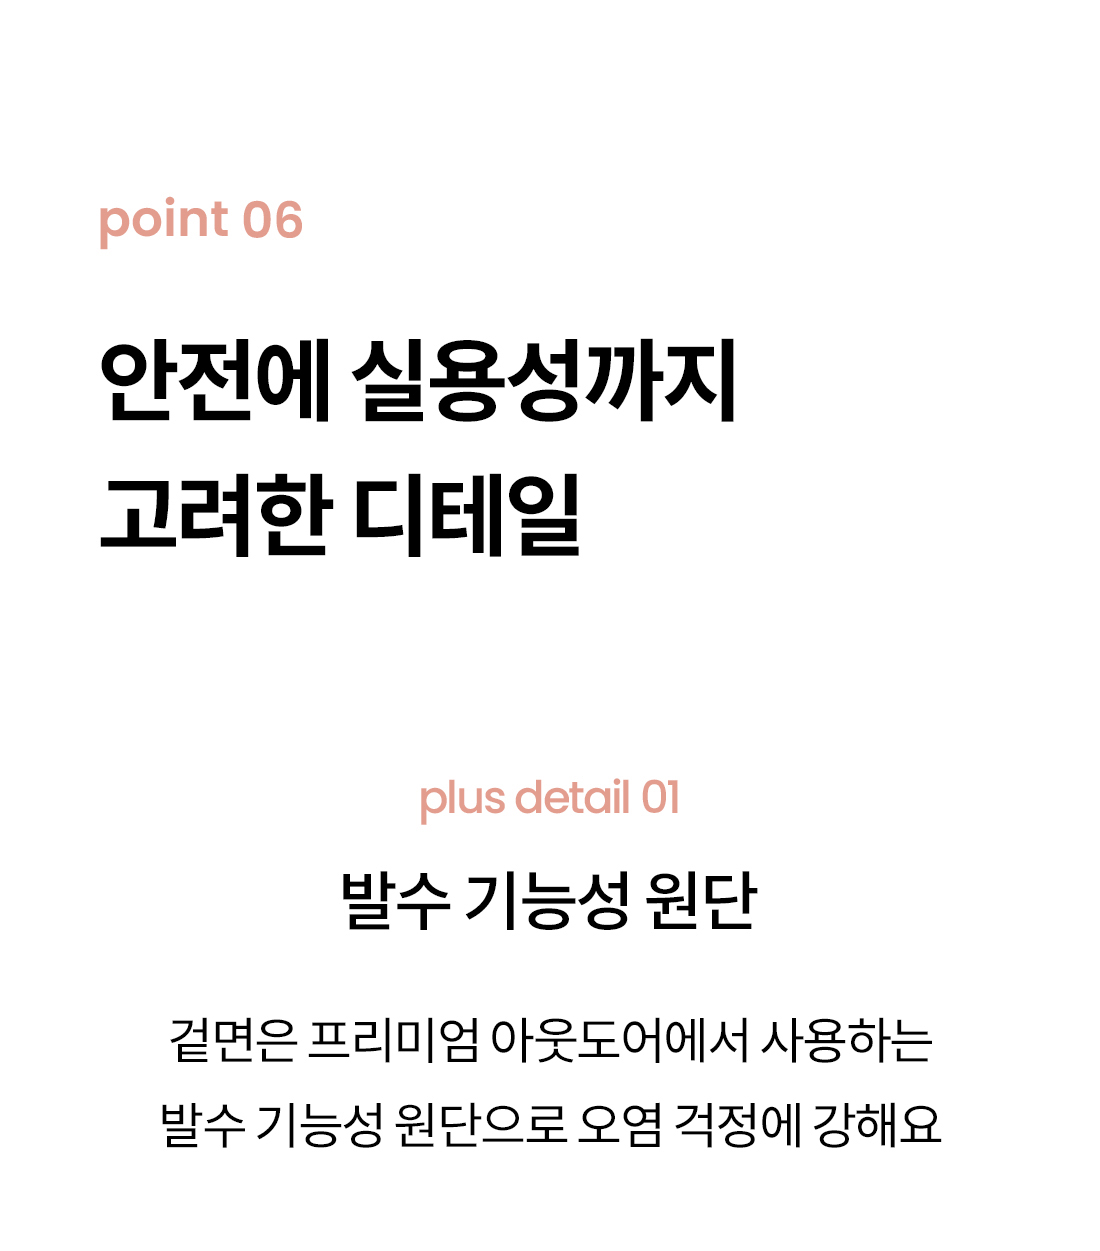 point 06
안전에 실용성까지
고려한 디테일
plus detail 01
발수 기능성 원단
겉면은 프리미엄 아웃도어에서 사용하는
발수 기능성 원단으로 오염 걱정에 강해요